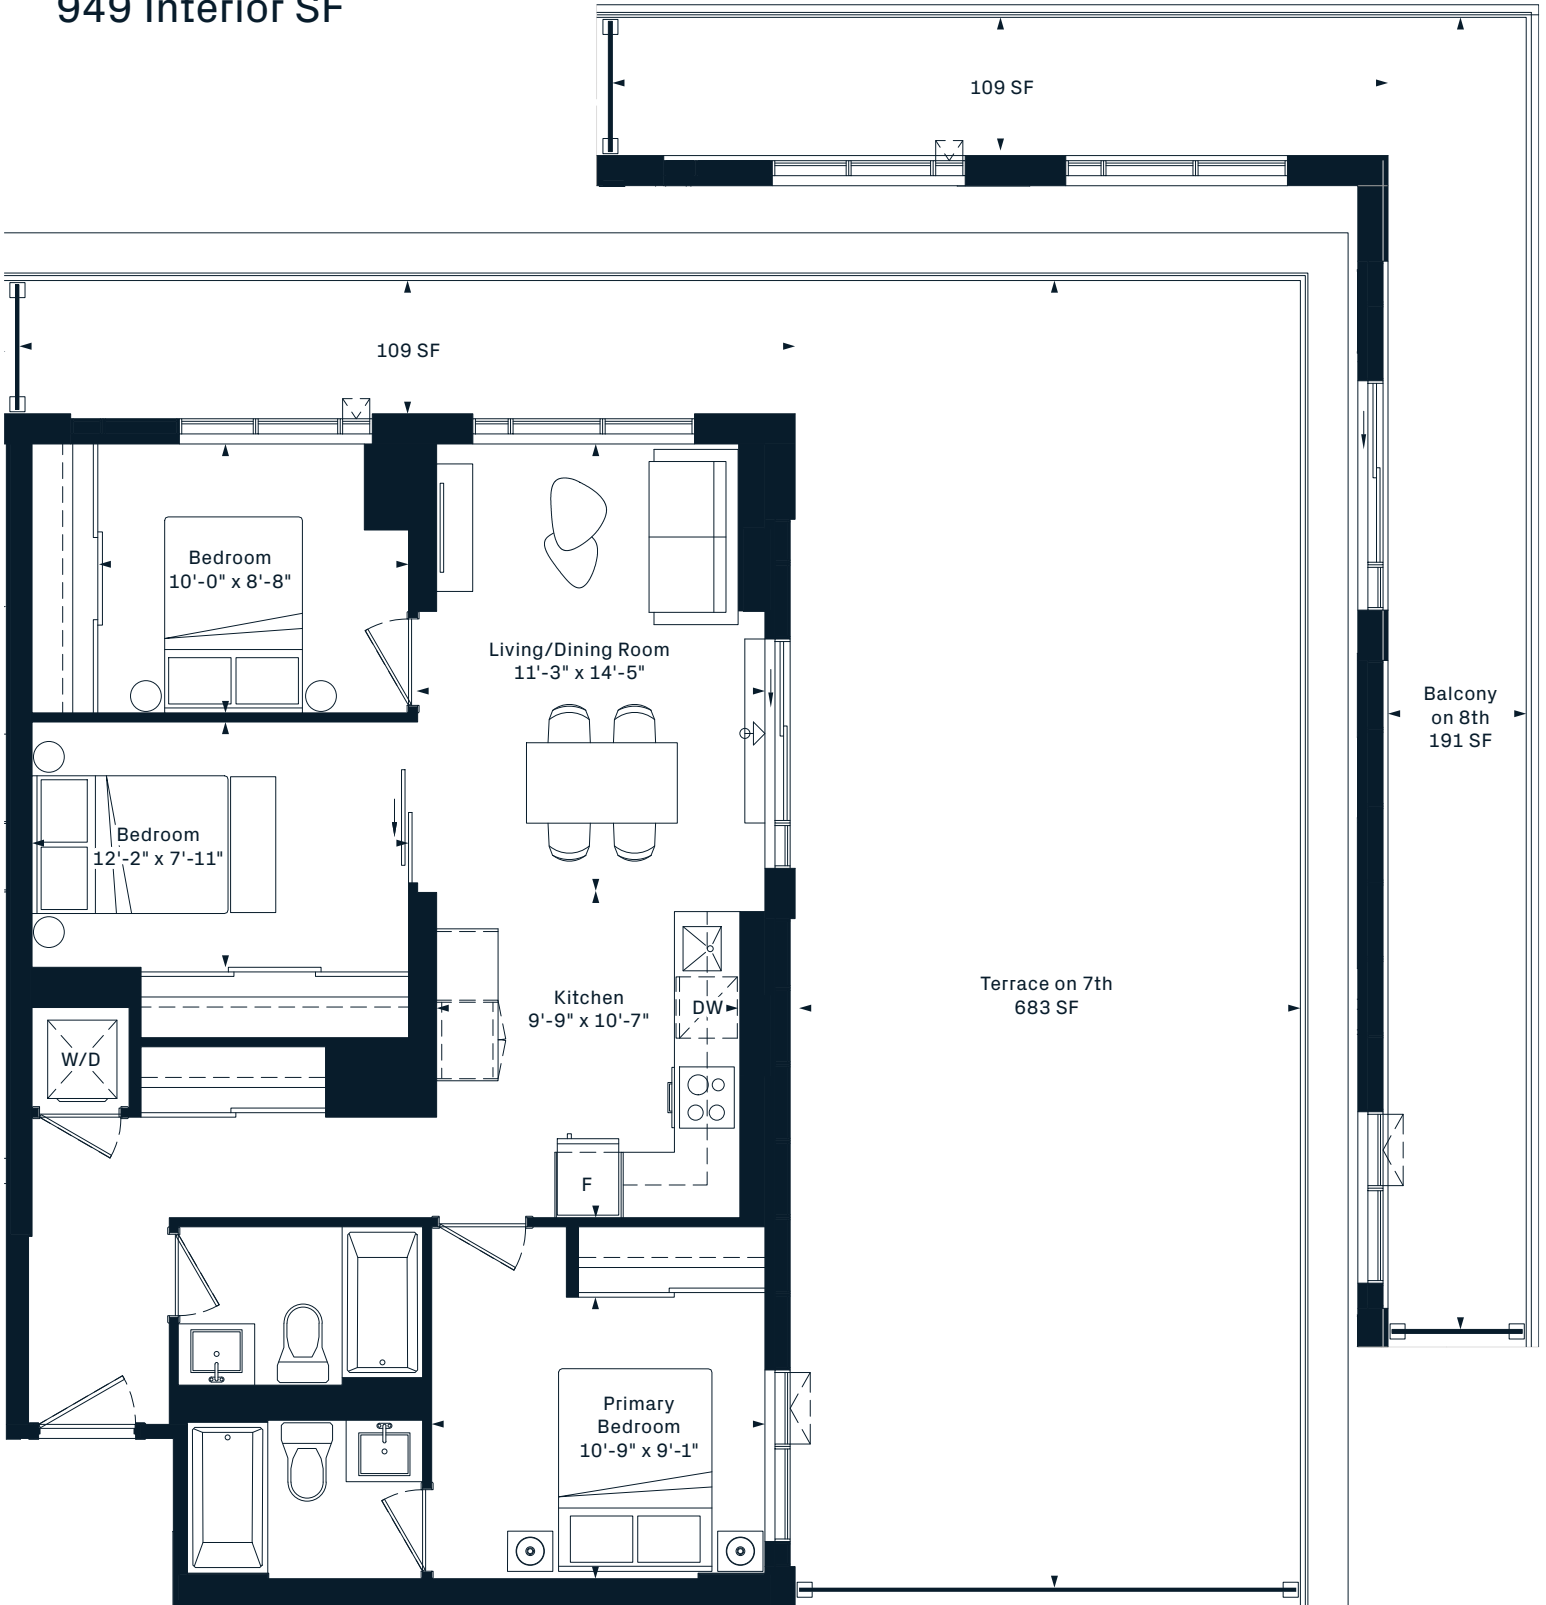 949 Interior SF
109 SF
109 SF
Bedroom
10'-0" x 8'-8"
Living/Dining Room
11'-3" x 14'-5"
Balcony
on 8th
191 SF
Bedroom
12'-2" x 7'-11"
Terrace on 7th
683 SF
Kitchen
9'-9" x 10'-7"
DW
W/D
F
Primary
Bedroom
10'-9" x 9'-1"